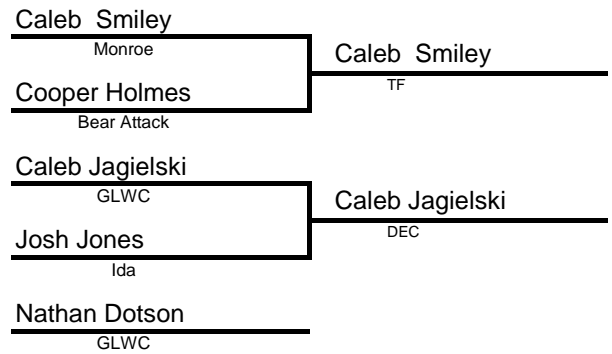 Caleb  Smiley
Monroe
Caleb  Smiley
TF
Cooper Holmes
Bear Attack
Caleb Jagielski
GLWC
Caleb Jagielski
DEC
Josh Jones
Ida
Nathan Dotson
GLWC